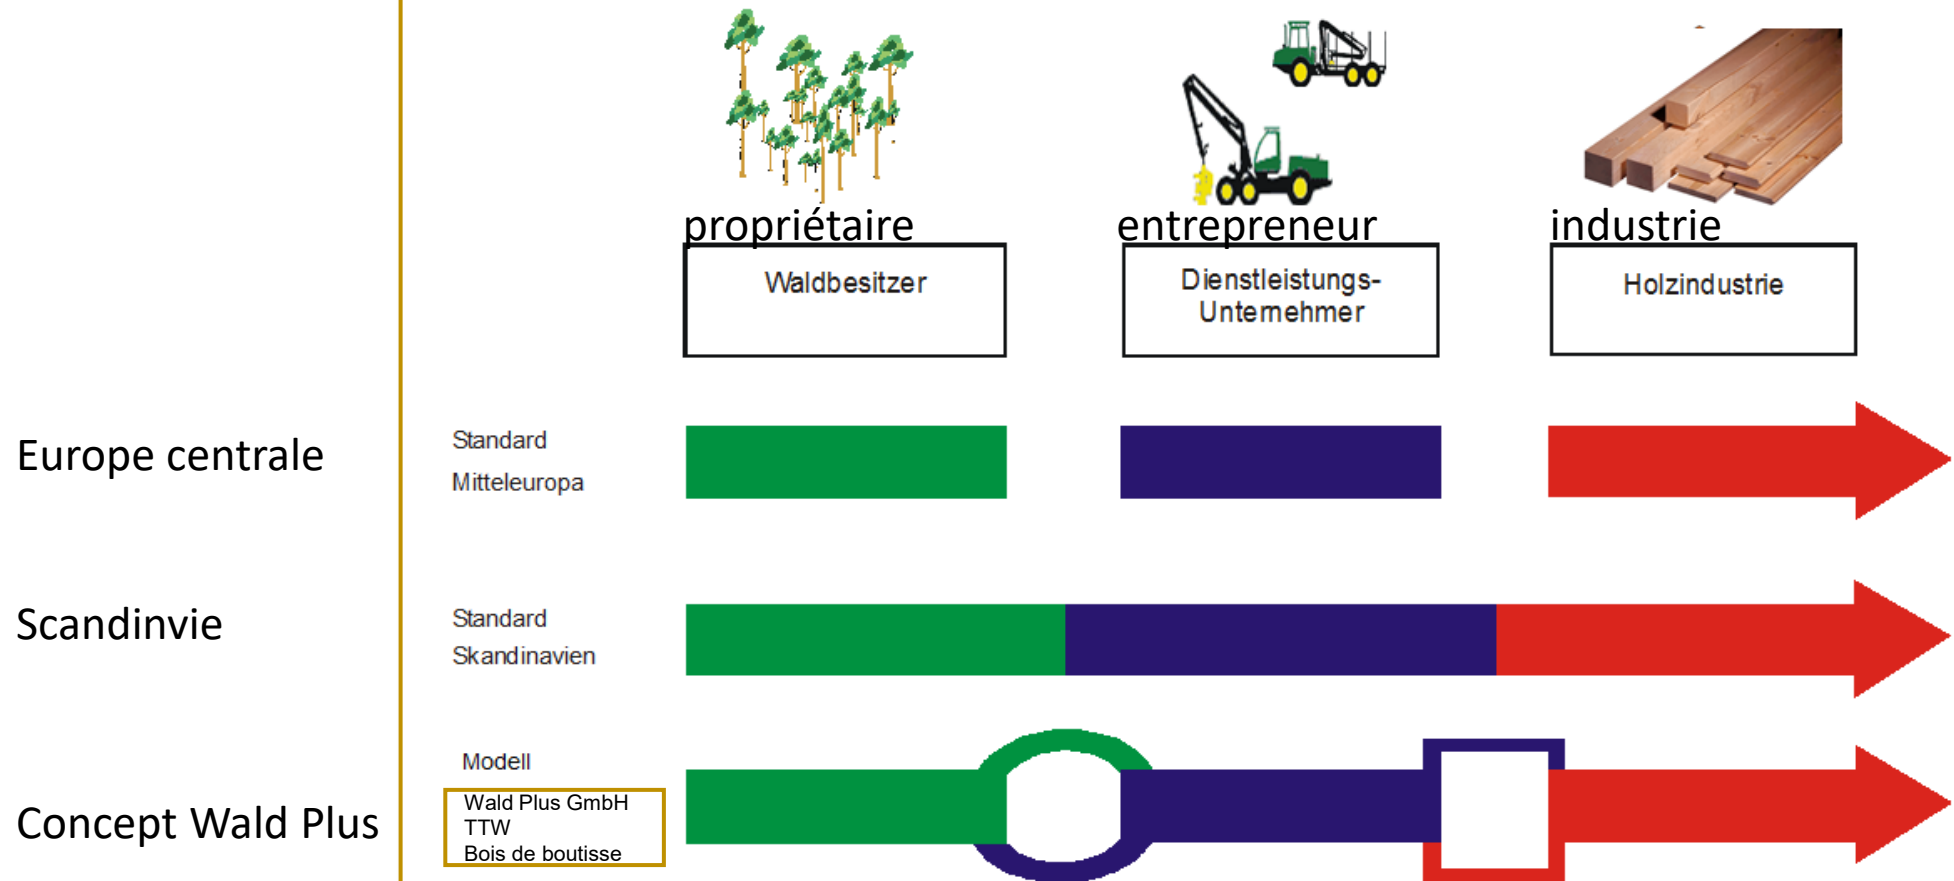 propriétaire
entrepreneur
industrie
Waldbesitzer
Dienstleistungs-
Unternehmer
Holzindustrie
Europe centrale
Standard
Mitteleuropa
Scandinvie
Standard
Skandinavien
Concept Wald Plus
Modell
Wald Plus GmbH
TTW
Bois de boutisse